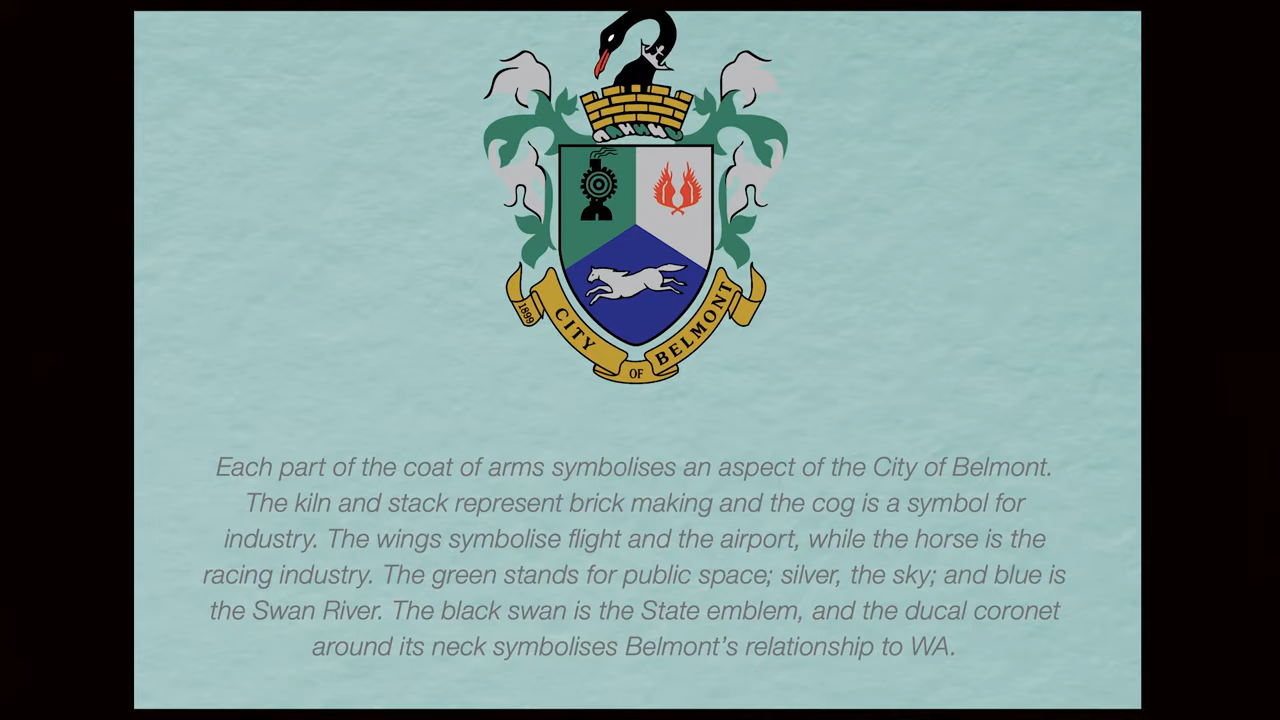 1899
CITY
OF
BELMONT
Each part of the coat of arms symbolises an aspect of the City of Belmont.
The kiln and stack represent brick making and the cog is a symbol for
industry. The wings symbolise flight and the airport, while the horse is the
racing industry. The green stands for public space; silver, the sky; and blue is
the Swan River. The black swan is the State emblem, and the ducal coronet
around its neck symbolises Belmont’s relationship to WA.